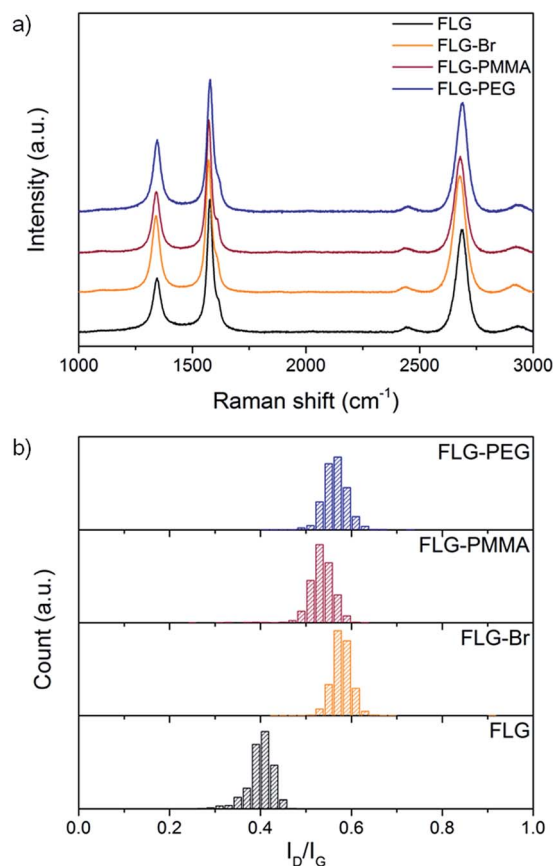 a)
FLG
FLG-Br
FLG-PMMA
FLG-PEG
Intensity (a.u.)
1000 1500 2000 2500 3000
Raman shift (cm⁻¹)
b)
FLG-PEG
FLG-PMMA
FLG-Br
FLG
Count (a.u.)
0.0 0.2 0.4 0.6 0.8 1.0
I_D/I_G